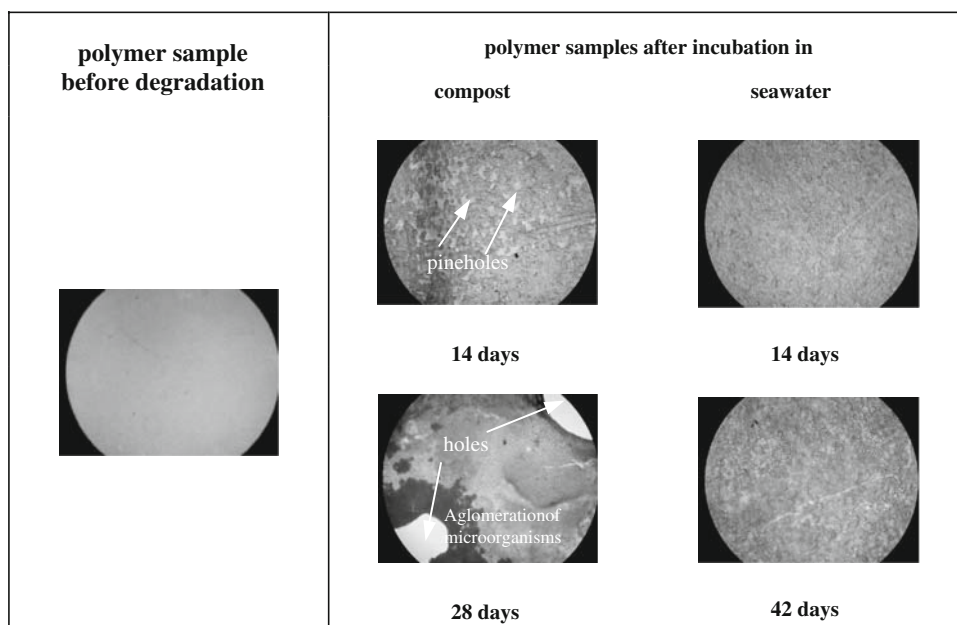 polymer sample
before degradation
polymer samples after incubation in
compost
seawater
pineholes
14 days
14 days
holes
Aglomerationof
microorganisms
28 days
42 days